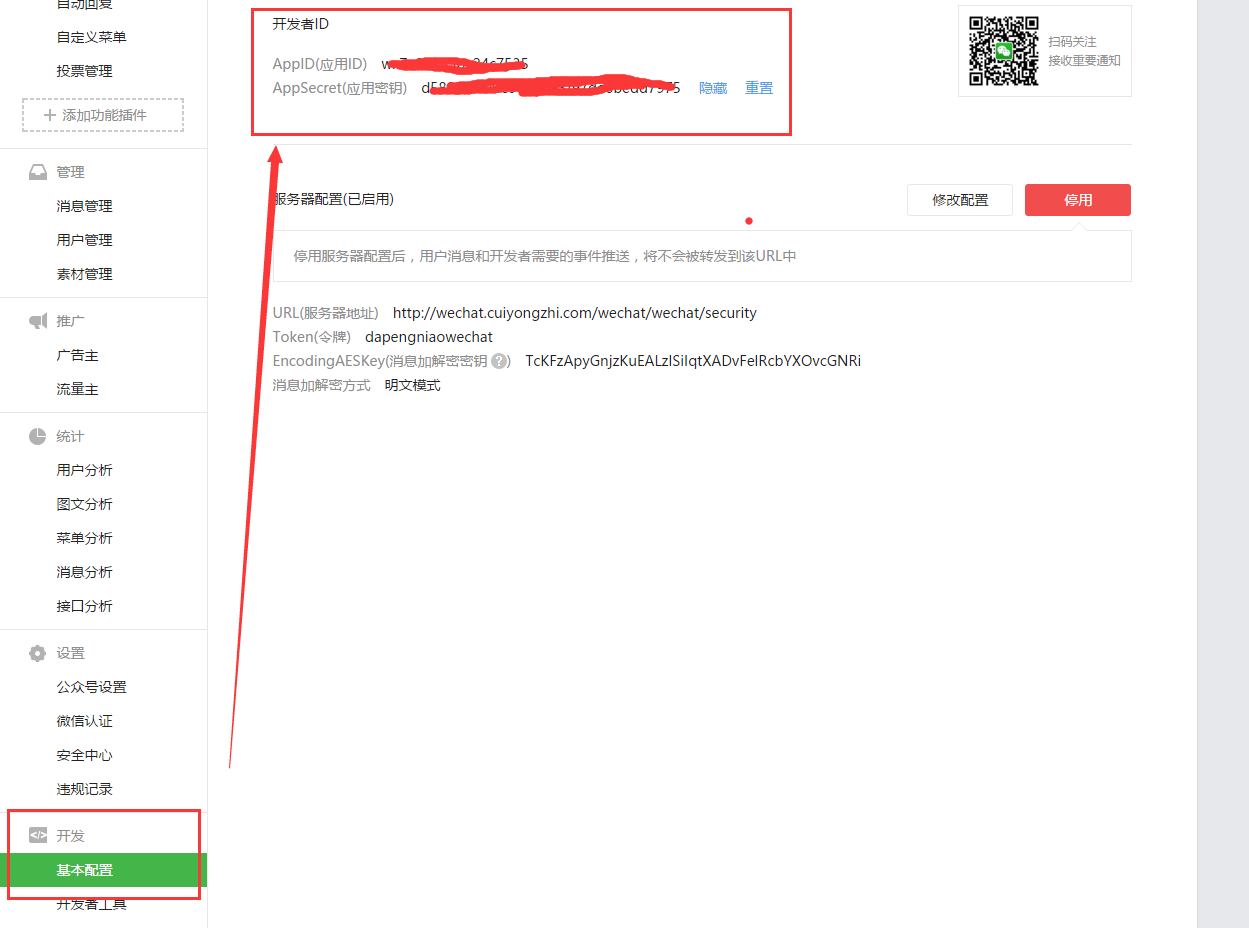 自动回复
自定义菜单
投票管理
添加功能插件
管理
消息管理
用户管理
素材管理
推广
广告主
流量主
统计
用户分析
图文分析
菜单分析
消息分析
接口分析
设置
公众号设置
微信认证
安全中心
违规记录
开发
基本配置
开发者工具
开发者ID
AppID(应用ID)
AppSecret(应用密钥) 隐藏 重置
扫码关注
接收重要通知
服务器配置(已启用)
修改配置
停用
停用服务器配置后，用户消息和开发者需要的事件推送，将不会被转发到该URL中
URL(服务器地址) http://wechat.cuiyongzhi.com/wechat/wechat/security
Token(令牌) dapengniaowechat
EncodingAESKey(消息加解密密钥 ?) TcKFzApyGnjzKuEALzlSiIqtXADvFelRcbYXOvcGNRi
消息加解密方式 明文模式